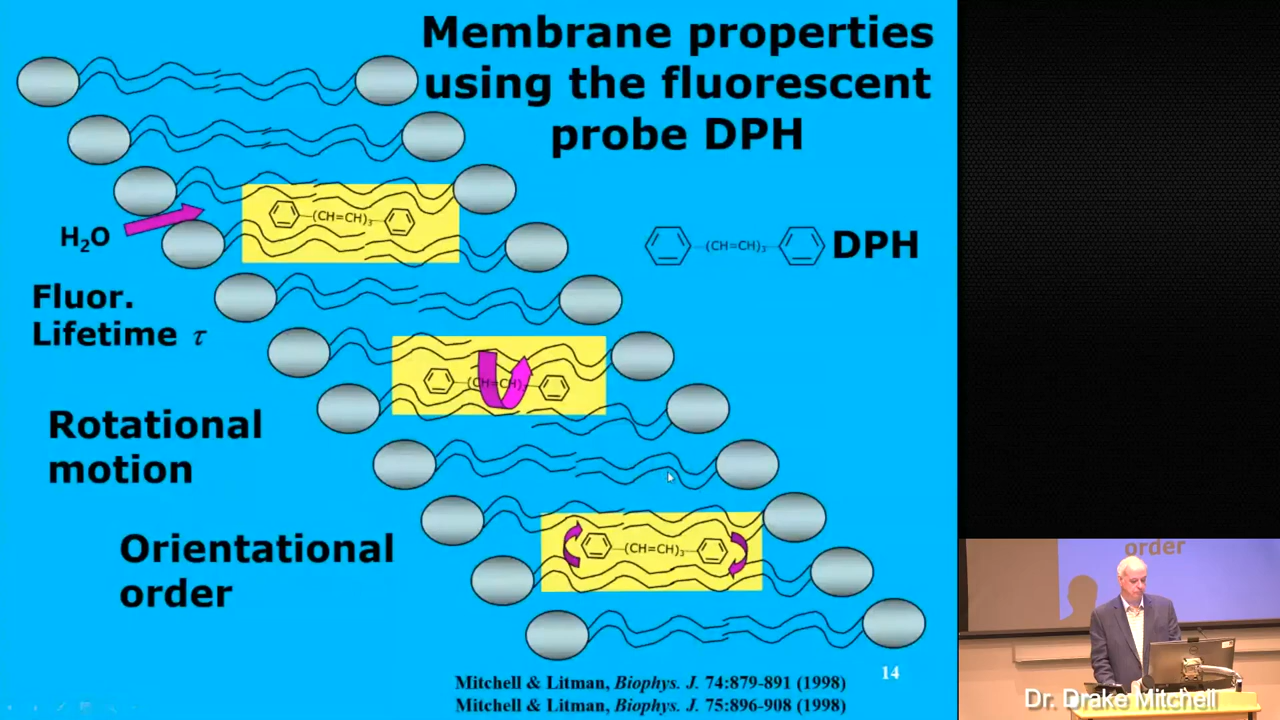 Membrane properties
using the fluorescent
probe DPH
(CH=CH)₃
H₂O
(CH=CH)₃ DPH
Fluor.
Lifetime τ
(CH=CH)
Rotational
motion
Orientational
order
(CH=CH)₃
Mitchell & Litman, Biophys. J. 74:879-891 (1998)
Mitchell & Litman, Biophys. J. 75:896-908 (1998)
14
order
Dr. Drake Mitchell